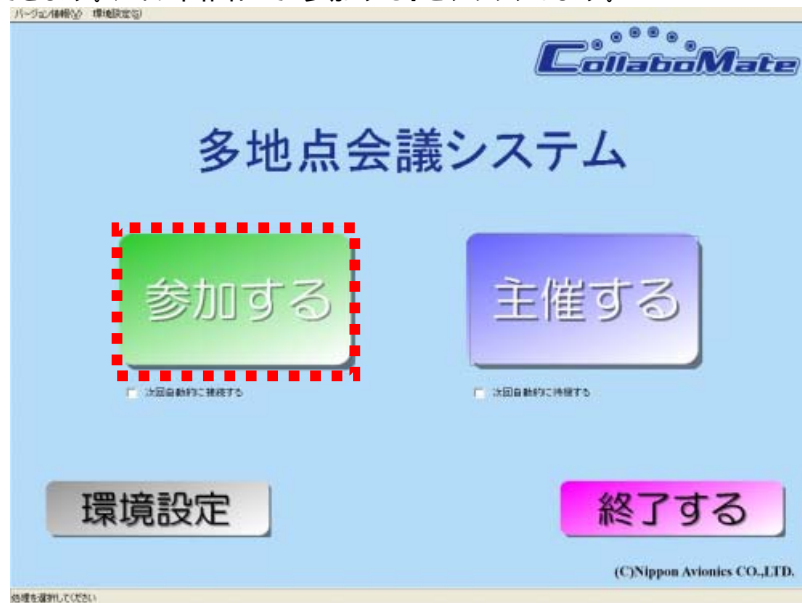 バージョン情報(V) 環境設定(S)
CollaboMate
多地点会議システム
参加する
主催する
次回自動的に接続する
次回自動的に待機する
環境設定
終了する
(C)Nippon Avionics CO.,LTD.
処理を選択してください